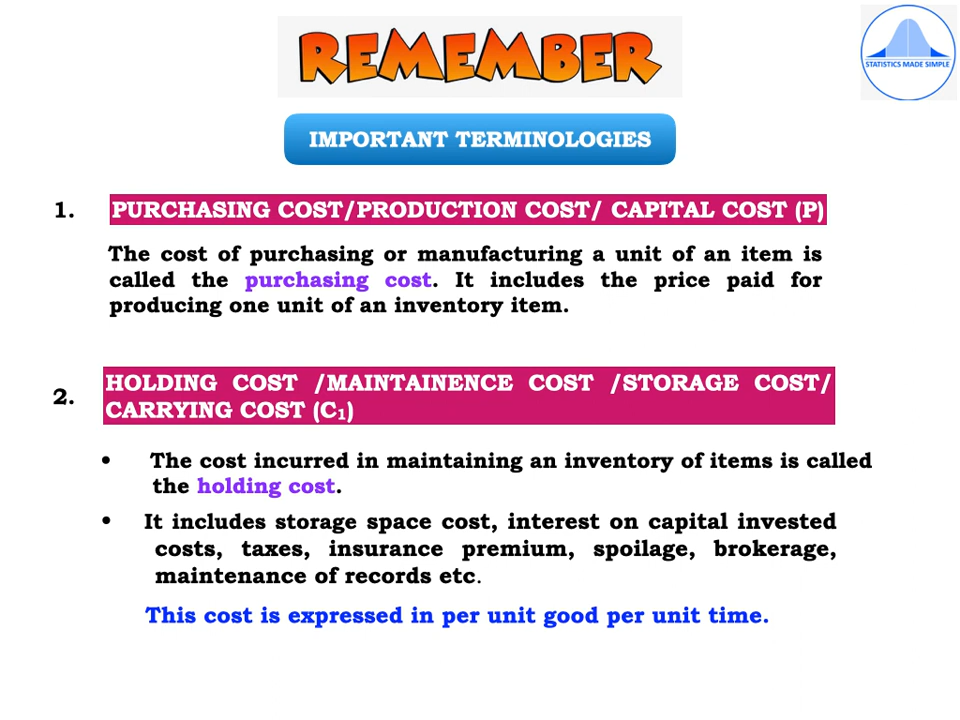 REMEMBER
STATISTICS MADE SIMPLE
IMPORTANT TERMINOLOGIES
1. PURCHASING COST/PRODUCTION COST/ CAPITAL COST (P)
The cost of purchasing or manufacturing a unit of an item is
called the purchasing cost. It includes the price paid for
producing one unit of an inventory item.
2. HOLDING COST /MAINTAINENCE COST /STORAGE COST/
CARRYING COST (C₁)
• The cost incurred in maintaining an inventory of items is called
the holding cost.
• It includes storage space cost, interest on capital invested
costs, taxes, insurance premium, spoilage, brokerage,
maintenance of records etc.
This cost is expressed in per unit good per unit time.